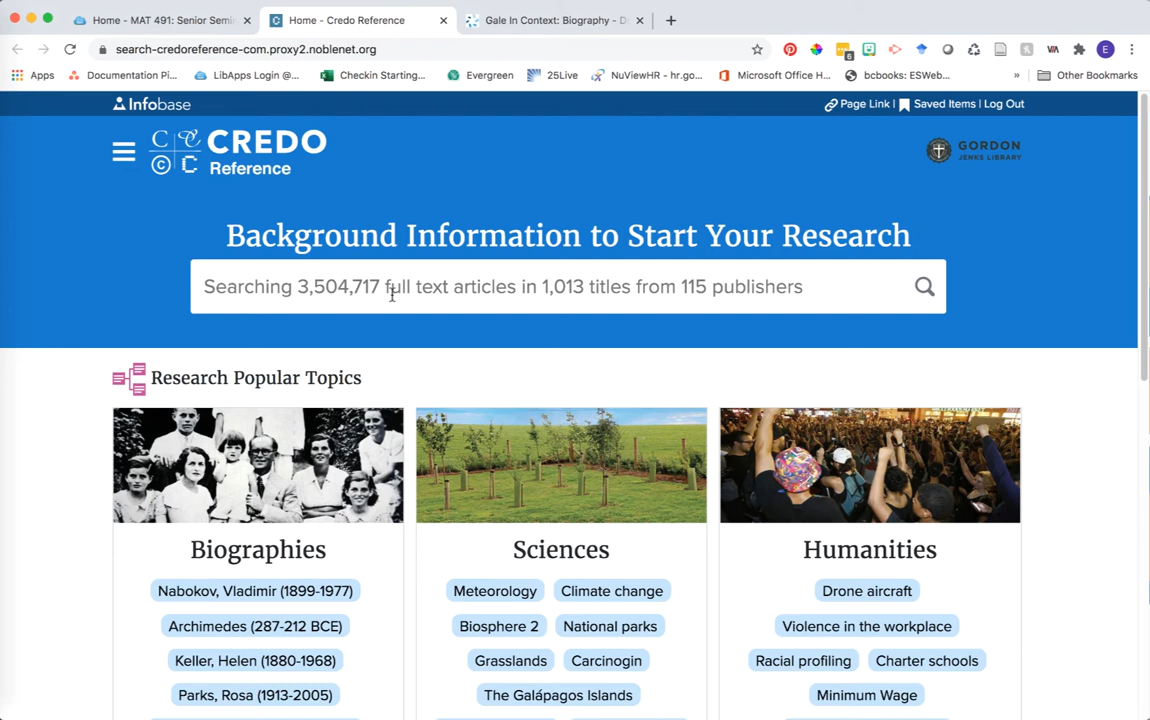 Home - MAT 491: Senior Semi
Home - Credo Reference
Gale In Context: Biography - D
search-credoreference-com.proxy2.noblenet.org
6
E
Apps
Documentation Pi...
LibApps Login @...
Checkin Starting...
Evergreen
25Live
NuViewHR - hr.go...
Microsoft Office H...
bcbooks: ESWeb...
»
Other Bookmarks
Infobase
Page Link | Saved Items | Log Out
CREDO
Reference
GORDON
JENKS LIBRARY
Background Information to Start Your Research
Searching 3,504,717 full text articles in 1,013 titles from 115 publishers
Research Popular Topics
Biographies
Nabokov, Vladimir (1899-1977)
Archimedes (287-212 BCE)
Keller, Helen (1880-1968)
Parks, Rosa (1913-2005)
Sciences
Meteorology
Climate change
Biosphere 2
National parks
Grasslands
Carcinogin
The Galápagos Islands
Humanities
Drone aircraft
Violence in the workplace
Racial profiling
Charter schools
Minimum Wage